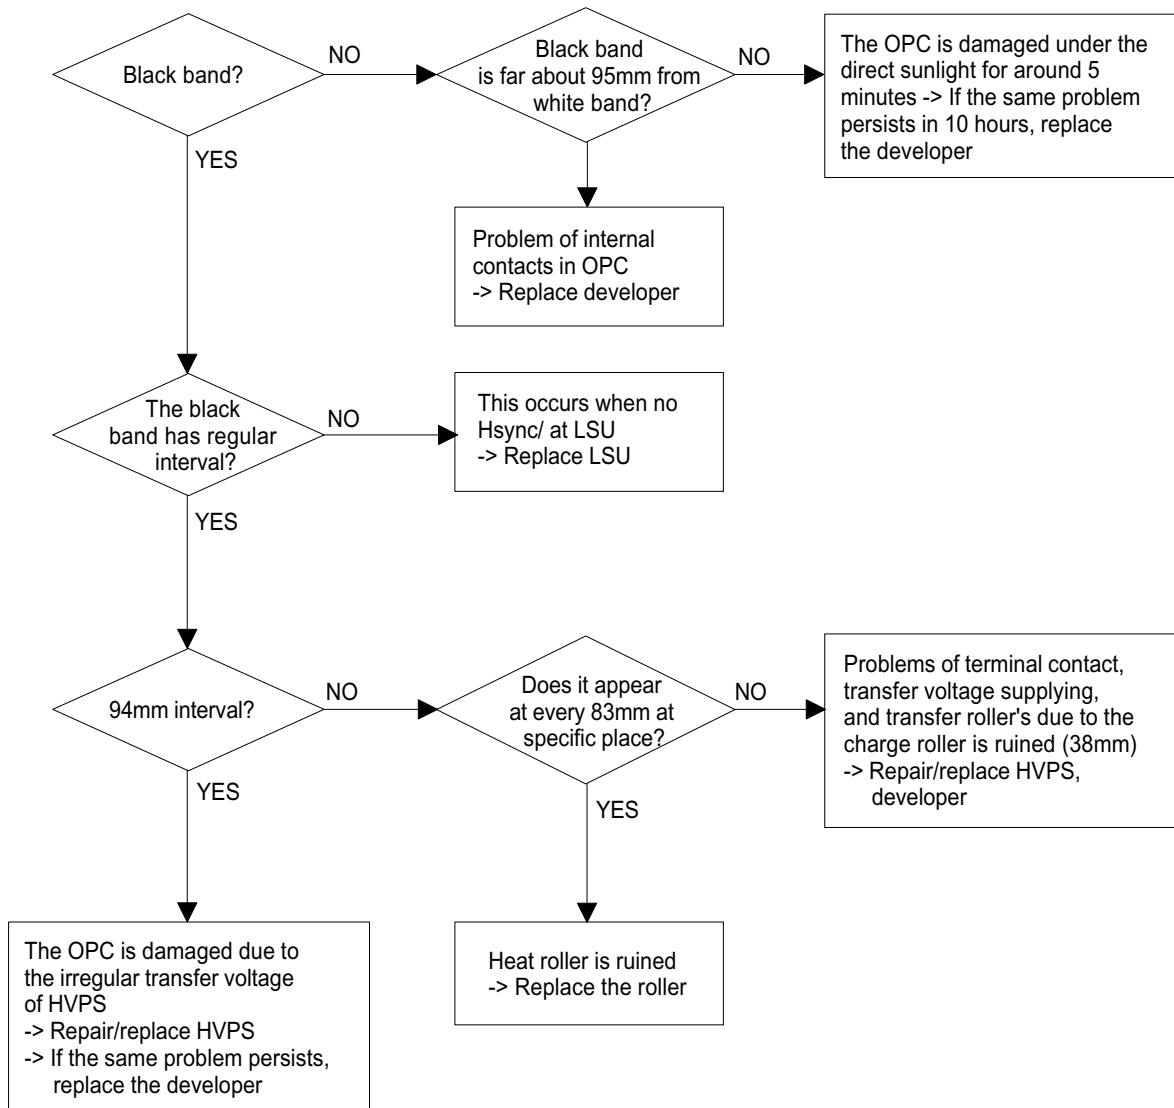 Black band?
NO
Black band
is far about 95mm from
white band?
NO
The OPC is damaged under the
direct sunlight for around 5
minutes -> If the same problem
persists in 10 hours, replace
the developer
YES
Problem of internal
contacts in OPC
-> Replace developer
The black
band has regular
interval?
NO
This occurs when no
Hsync/ at LSU
-> Replace LSU
YES
94mm interval?
NO
Does it appear
at every 83mm at
specific place?
NO
Problems of terminal contact,
transfer voltage supplying,
and transfer roller's due to the
charge roller is ruined (38mm)
-> Repair/replace HVPS,
developer
YES
YES
The OPC is damaged due to
the irregular transfer voltage
of HVPS
-> Repair/replace HVPS
-> If the same problem persists,
replace the developer
Heat roller is ruined
-> Replace the roller